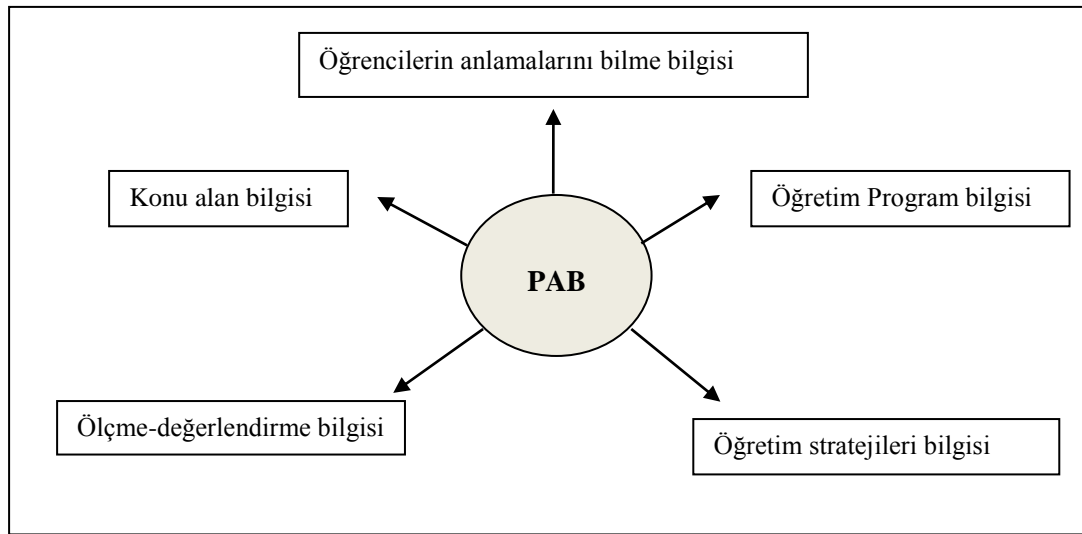 Öğrencilerin anlamalarını bilme bilgisi
Konu alan bilgisi
Öğretim Program bilgisi
PAB
Ölçme-değerlendirme bilgisi
Öğretim stratejileri bilgisi